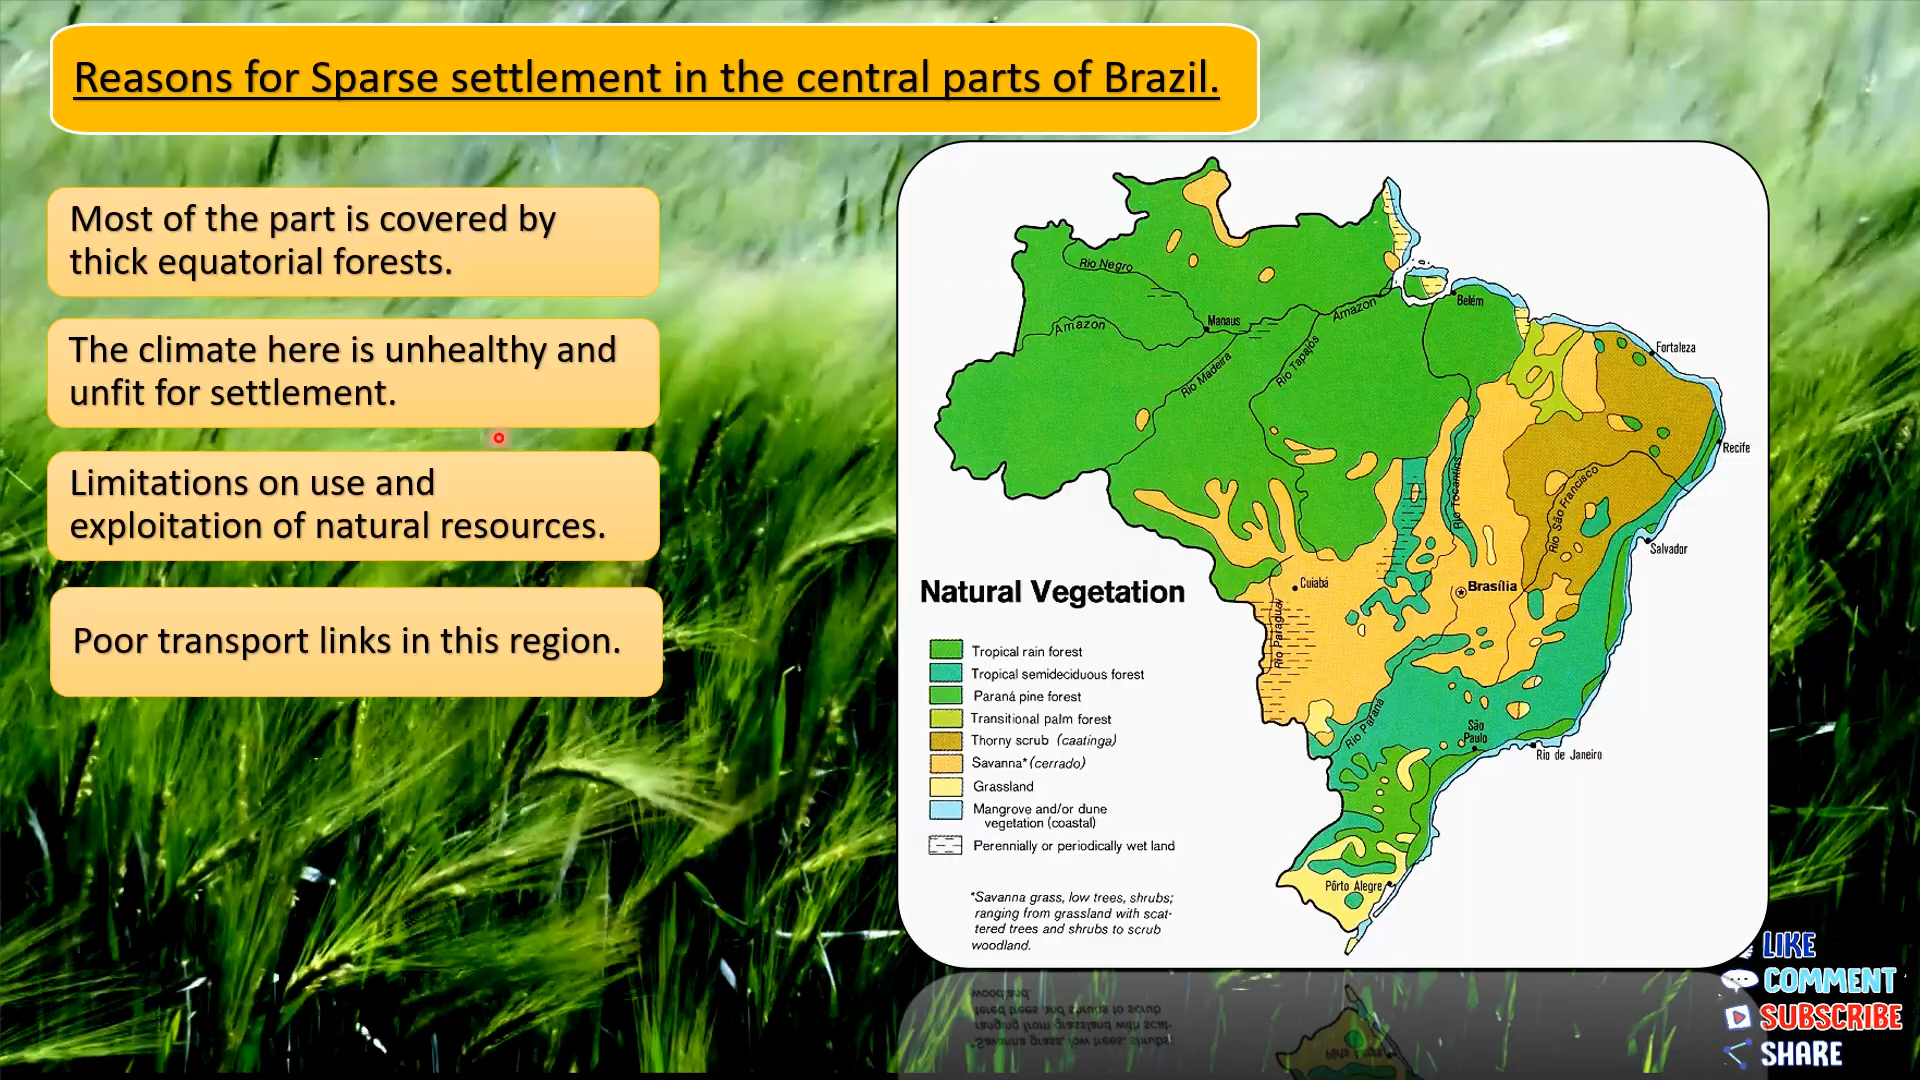 Reasons for Sparse settlement in the central parts of Brazil.
Most of the part is covered by
thick equatorial forests.
The climate here is unhealthy and
unfit for settlement.
Limitations on use and
exploitation of natural resources.
Poor transport links in this region.
Rio Negro
Amazon
Manaus
Amazon
Belém
Rio Madeira
Rio Tapajós
Fortaleza
Recife
Rio Tocantins
Rio São Francisco
Salvador
Cuiabá
Brasília
Rio Paraguai
Rio Paraná
São
Paulo
Rio de Janeiro
Pôrto Alegre
Natural Vegetation
Tropical rain forest
Tropical semideciduous forest
Paraná pine forest
Transitional palm forest
Thorny scrub (caatinga)
Savanna* (cerrado)
Grassland
Mangrove and/or dune
vegetation (coastal)
Perennially or periodically wet land
*Savanna grass, low trees, shrubs;
ranging from grassland with scat-
tered trees and shrubs to scrub
woodland.
LIKE
COMMENT
SUBSCRIBE
SHARE